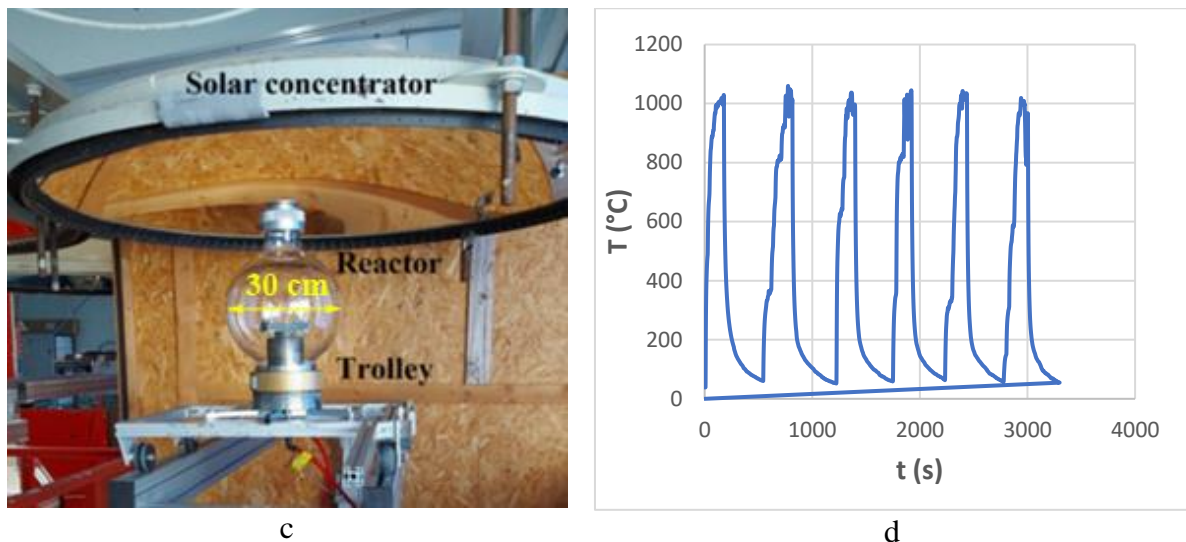 Solar concentrator
Reactor
30 cm
Trolley
c
1200
1000
800
600
400
200
0
T (°C)
0 1000 2000 3000 4000
t (s)
d